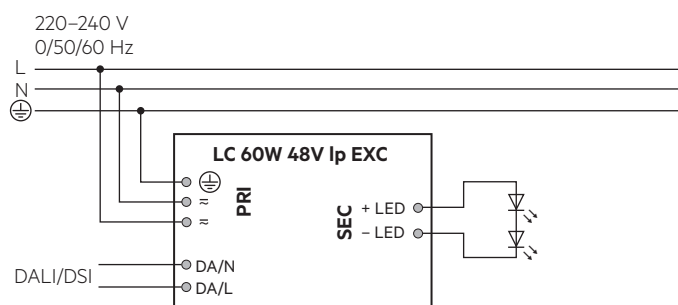 220–240 V
0/50/60 Hz
L
N
LC 60W 48V lp EXC
PRI
≂
≂
SEC
+ LED
– LED
DALI/DSI
DA/N
DA/L